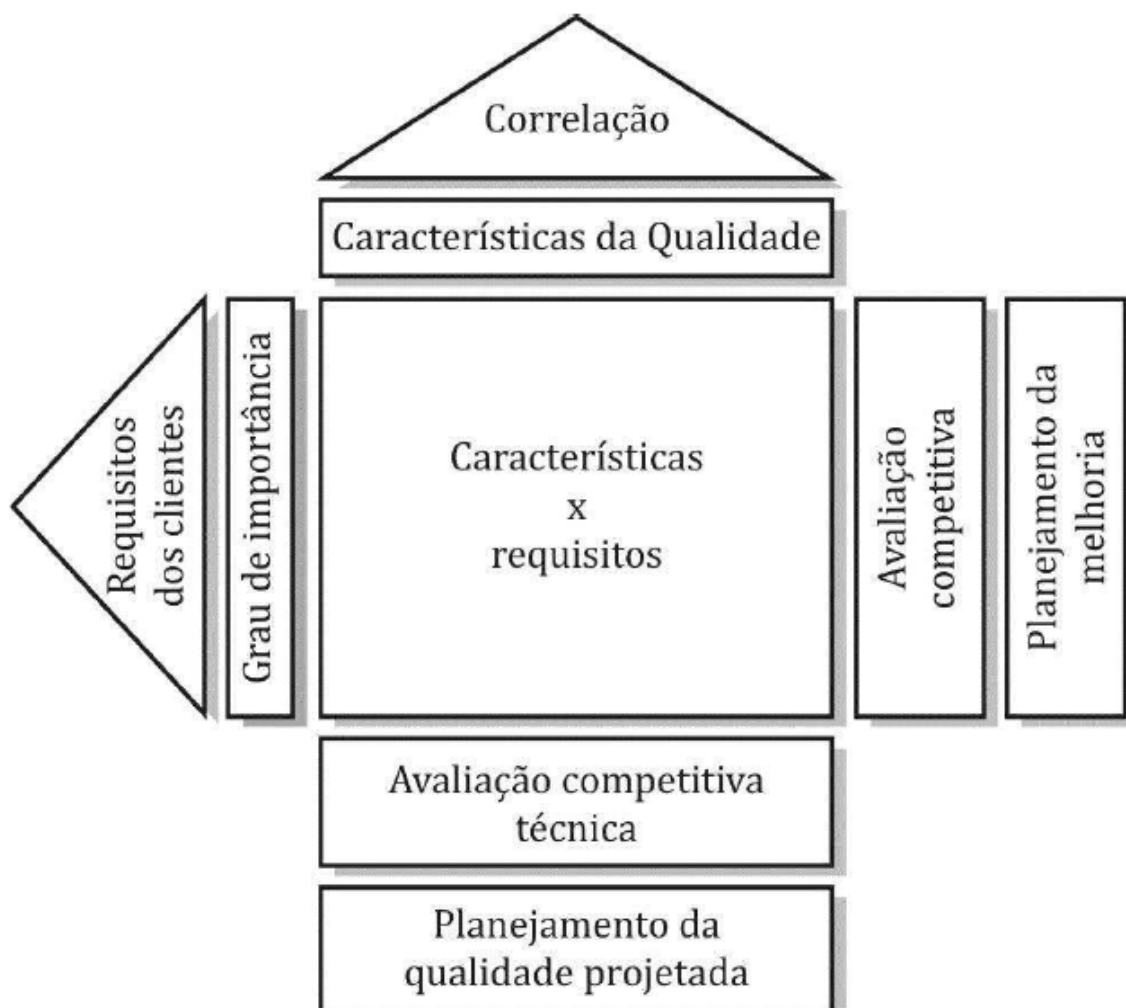 Correlação
Características da Qualidade
Requisitos
dos clientes
Grau de importância
Características
x
requisitos
Avaliação
competitiva
Planejamento da
melhoria
Avaliação competitiva
técnica
Planejamento da
qualidade projetada